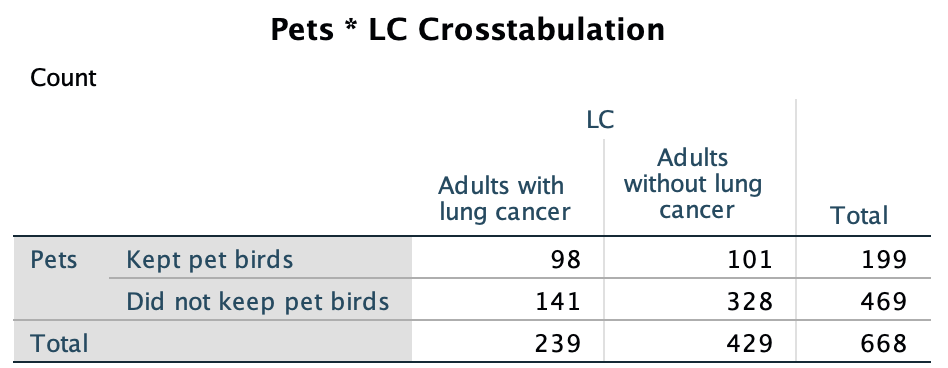 Pets * LC Crosstabulation
Count
LC
Adults with lung cancer
Adults without lung cancer
Total
Pets Kept pet birds 98 101 199
Did not keep pet birds 141 328 469
Total 239 429 668